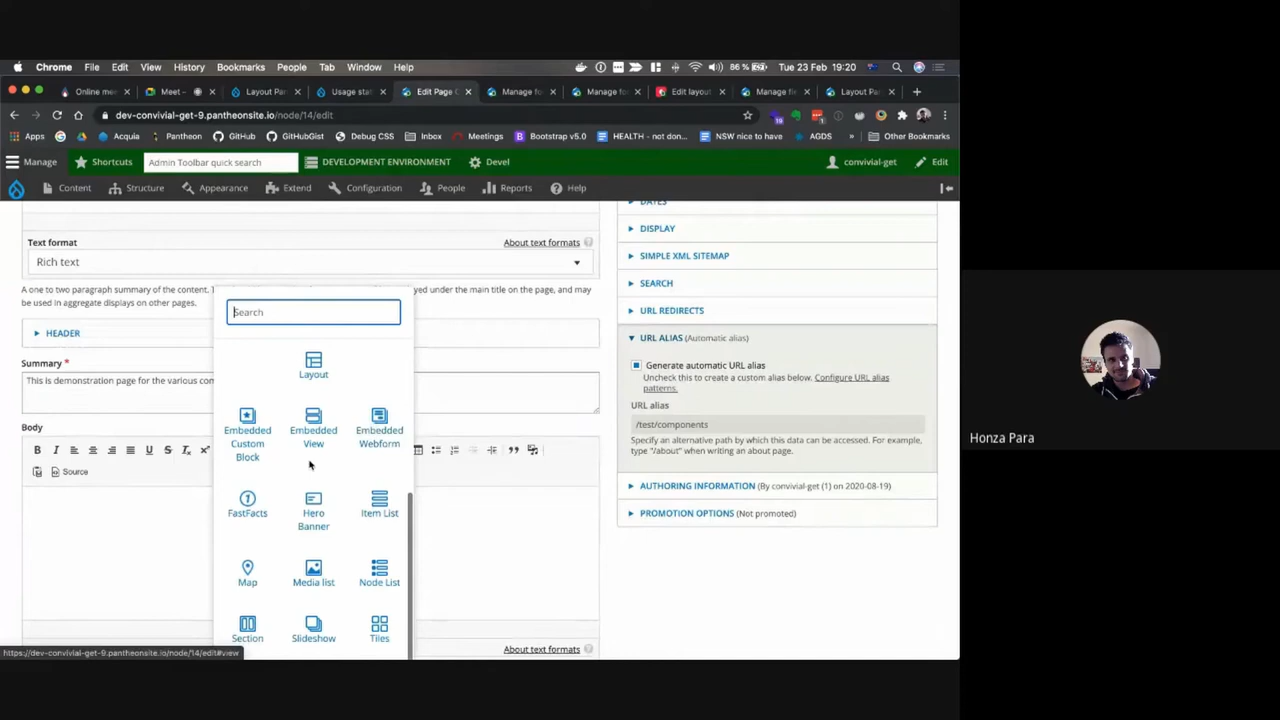 Chrome File Edit View History Bookmarks People Tab Window Help 86 % Tue 23 Feb 19:20
Online me Meet – Layout Par Usage stat Edit Page C Manage fo Manage fo Edit layout Manage fi Layout Par
dev-convivial-get-9.pantheonsite.io/node/14/edit
Apps Acquia Pantheon GitHub GitHubGist Debug CSS Inbox Meetings Bootstrap v5.0 HEALTH - not don... NSW nice to have AGDS » Other Bookmarks
Manage Shortcuts Admin Toolbar quick search DEVELOPMENT ENVIRONMENT Devel convivial-get Edit
Content Structure Appearance Extend Configuration People Reports Help
Text format About text formats
Rich text
A one to two paragraph summary of the content.
yed under the main title on the page, and may
be used in aggregate displays on other pages.
HEADER
Summary *
This is demonstration page for the various com
Body
B I U S
Source
Search
Layout
Embedded Custom Block
Embedded View
Embedded Webform
FastFacts
Hero Banner
Item List
Map
Media list
Node List
Section
Slideshow
Tiles
About text formats
DATES
DISPLAY
SIMPLE XML SITEMAP
SEARCH
URL REDIRECTS
URL ALIAS (Automatic alias)
Generate automatic URL alias
Uncheck this to create a custom alias below. Configure URL alias
patterns.
URL alias
/test/components
Specify an alternative path by which this data can be accessed. For example,
type "/about" when writing an about page.
AUTHORING INFORMATION (By convivial-get (1) on 2020-08-19)
PROMOTION OPTIONS (Not promoted)
https://dev-convivial-get-9.pantheonsite.io/node/14/edit#view
Honza Para